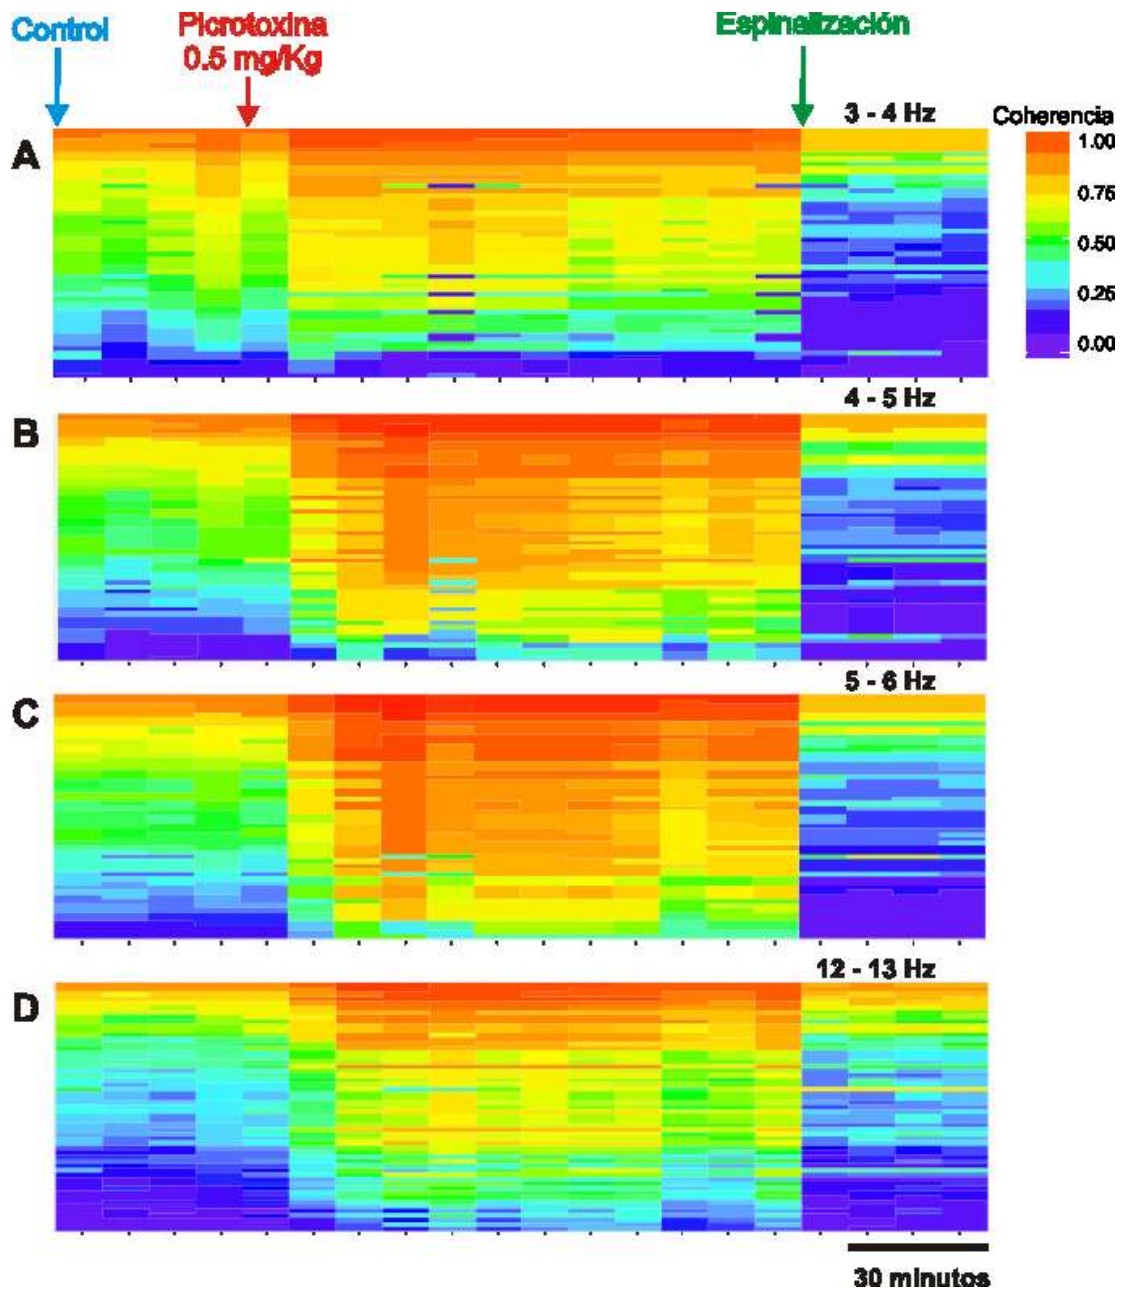 Control
Picrotoxina
0.5 mg/Kg
Espinalización
3 - 4 Hz
Coherencia
1.00
0.75
0.50
0.25
0.00
A
4 - 5 Hz
B
5 - 6 Hz
C
12 - 13 Hz
D
30 minutos